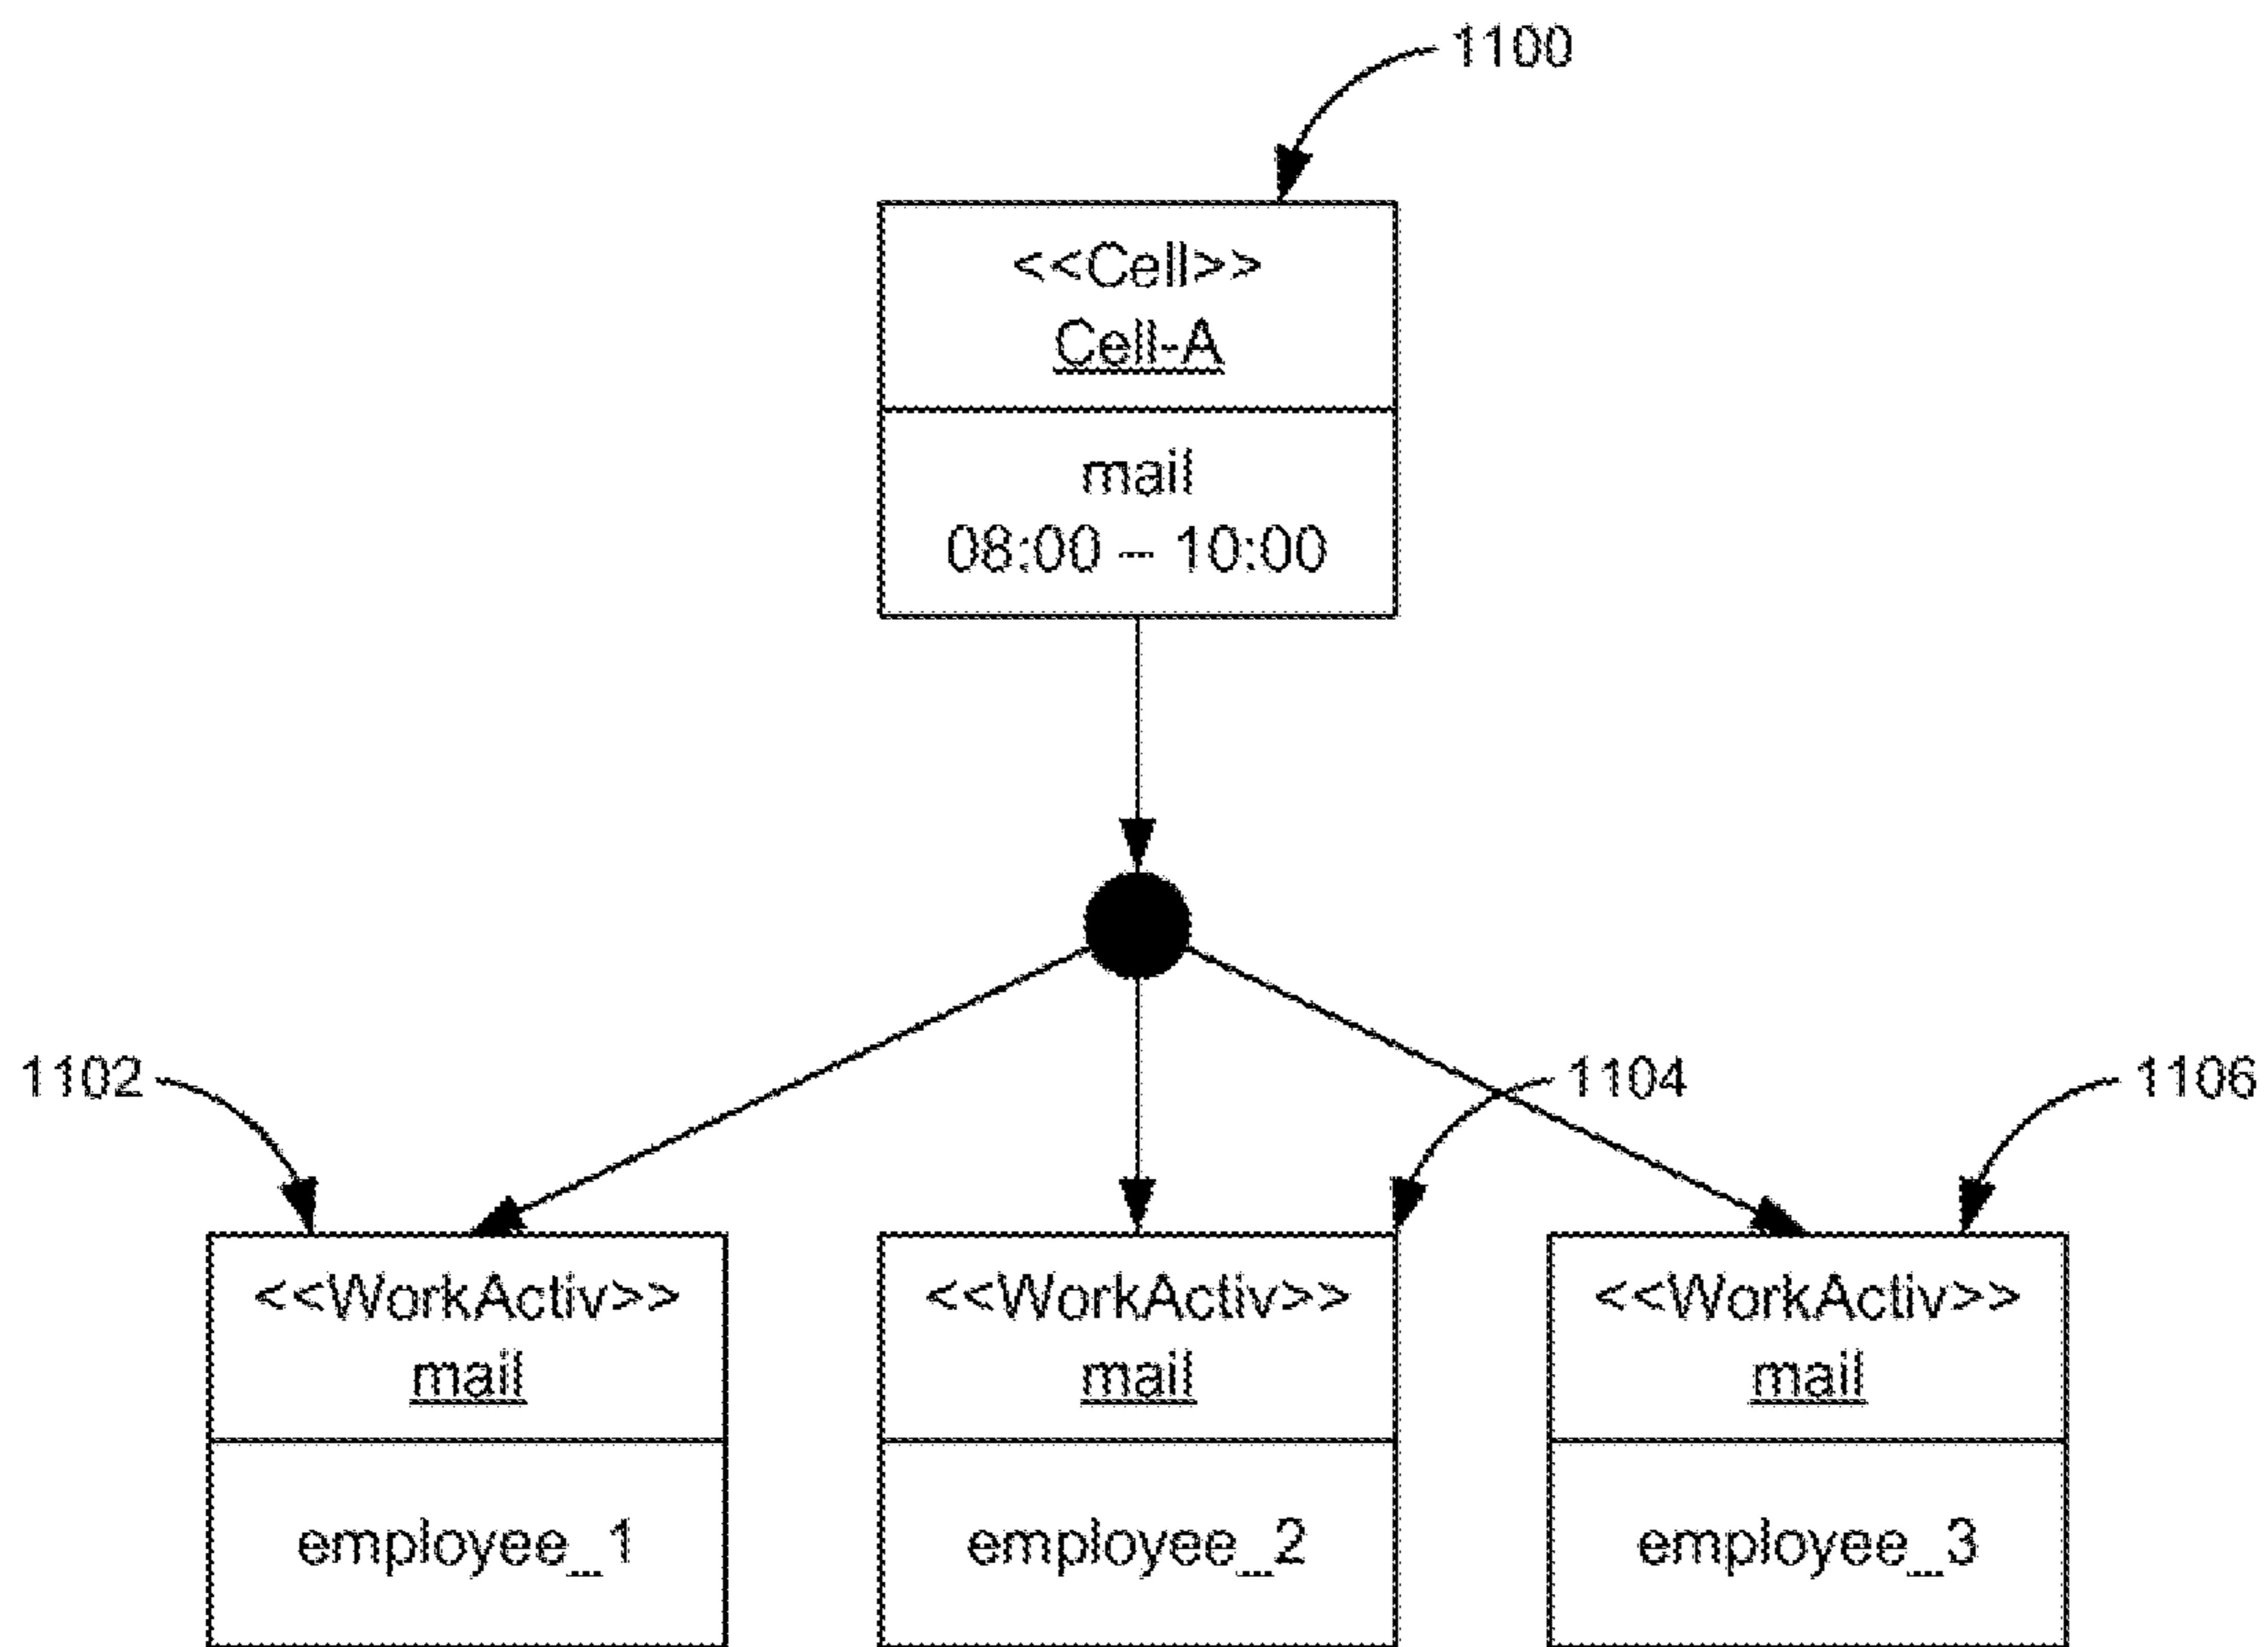 1100
<<Cell>>
Cell-A
mail
08:00 – 10:00
1102
1104
1106
<<WorkActiv>>
mail
employee_1
<<WorkActiv>>
mail
employee_2
<<WorkActiv>>
mail
employee_3